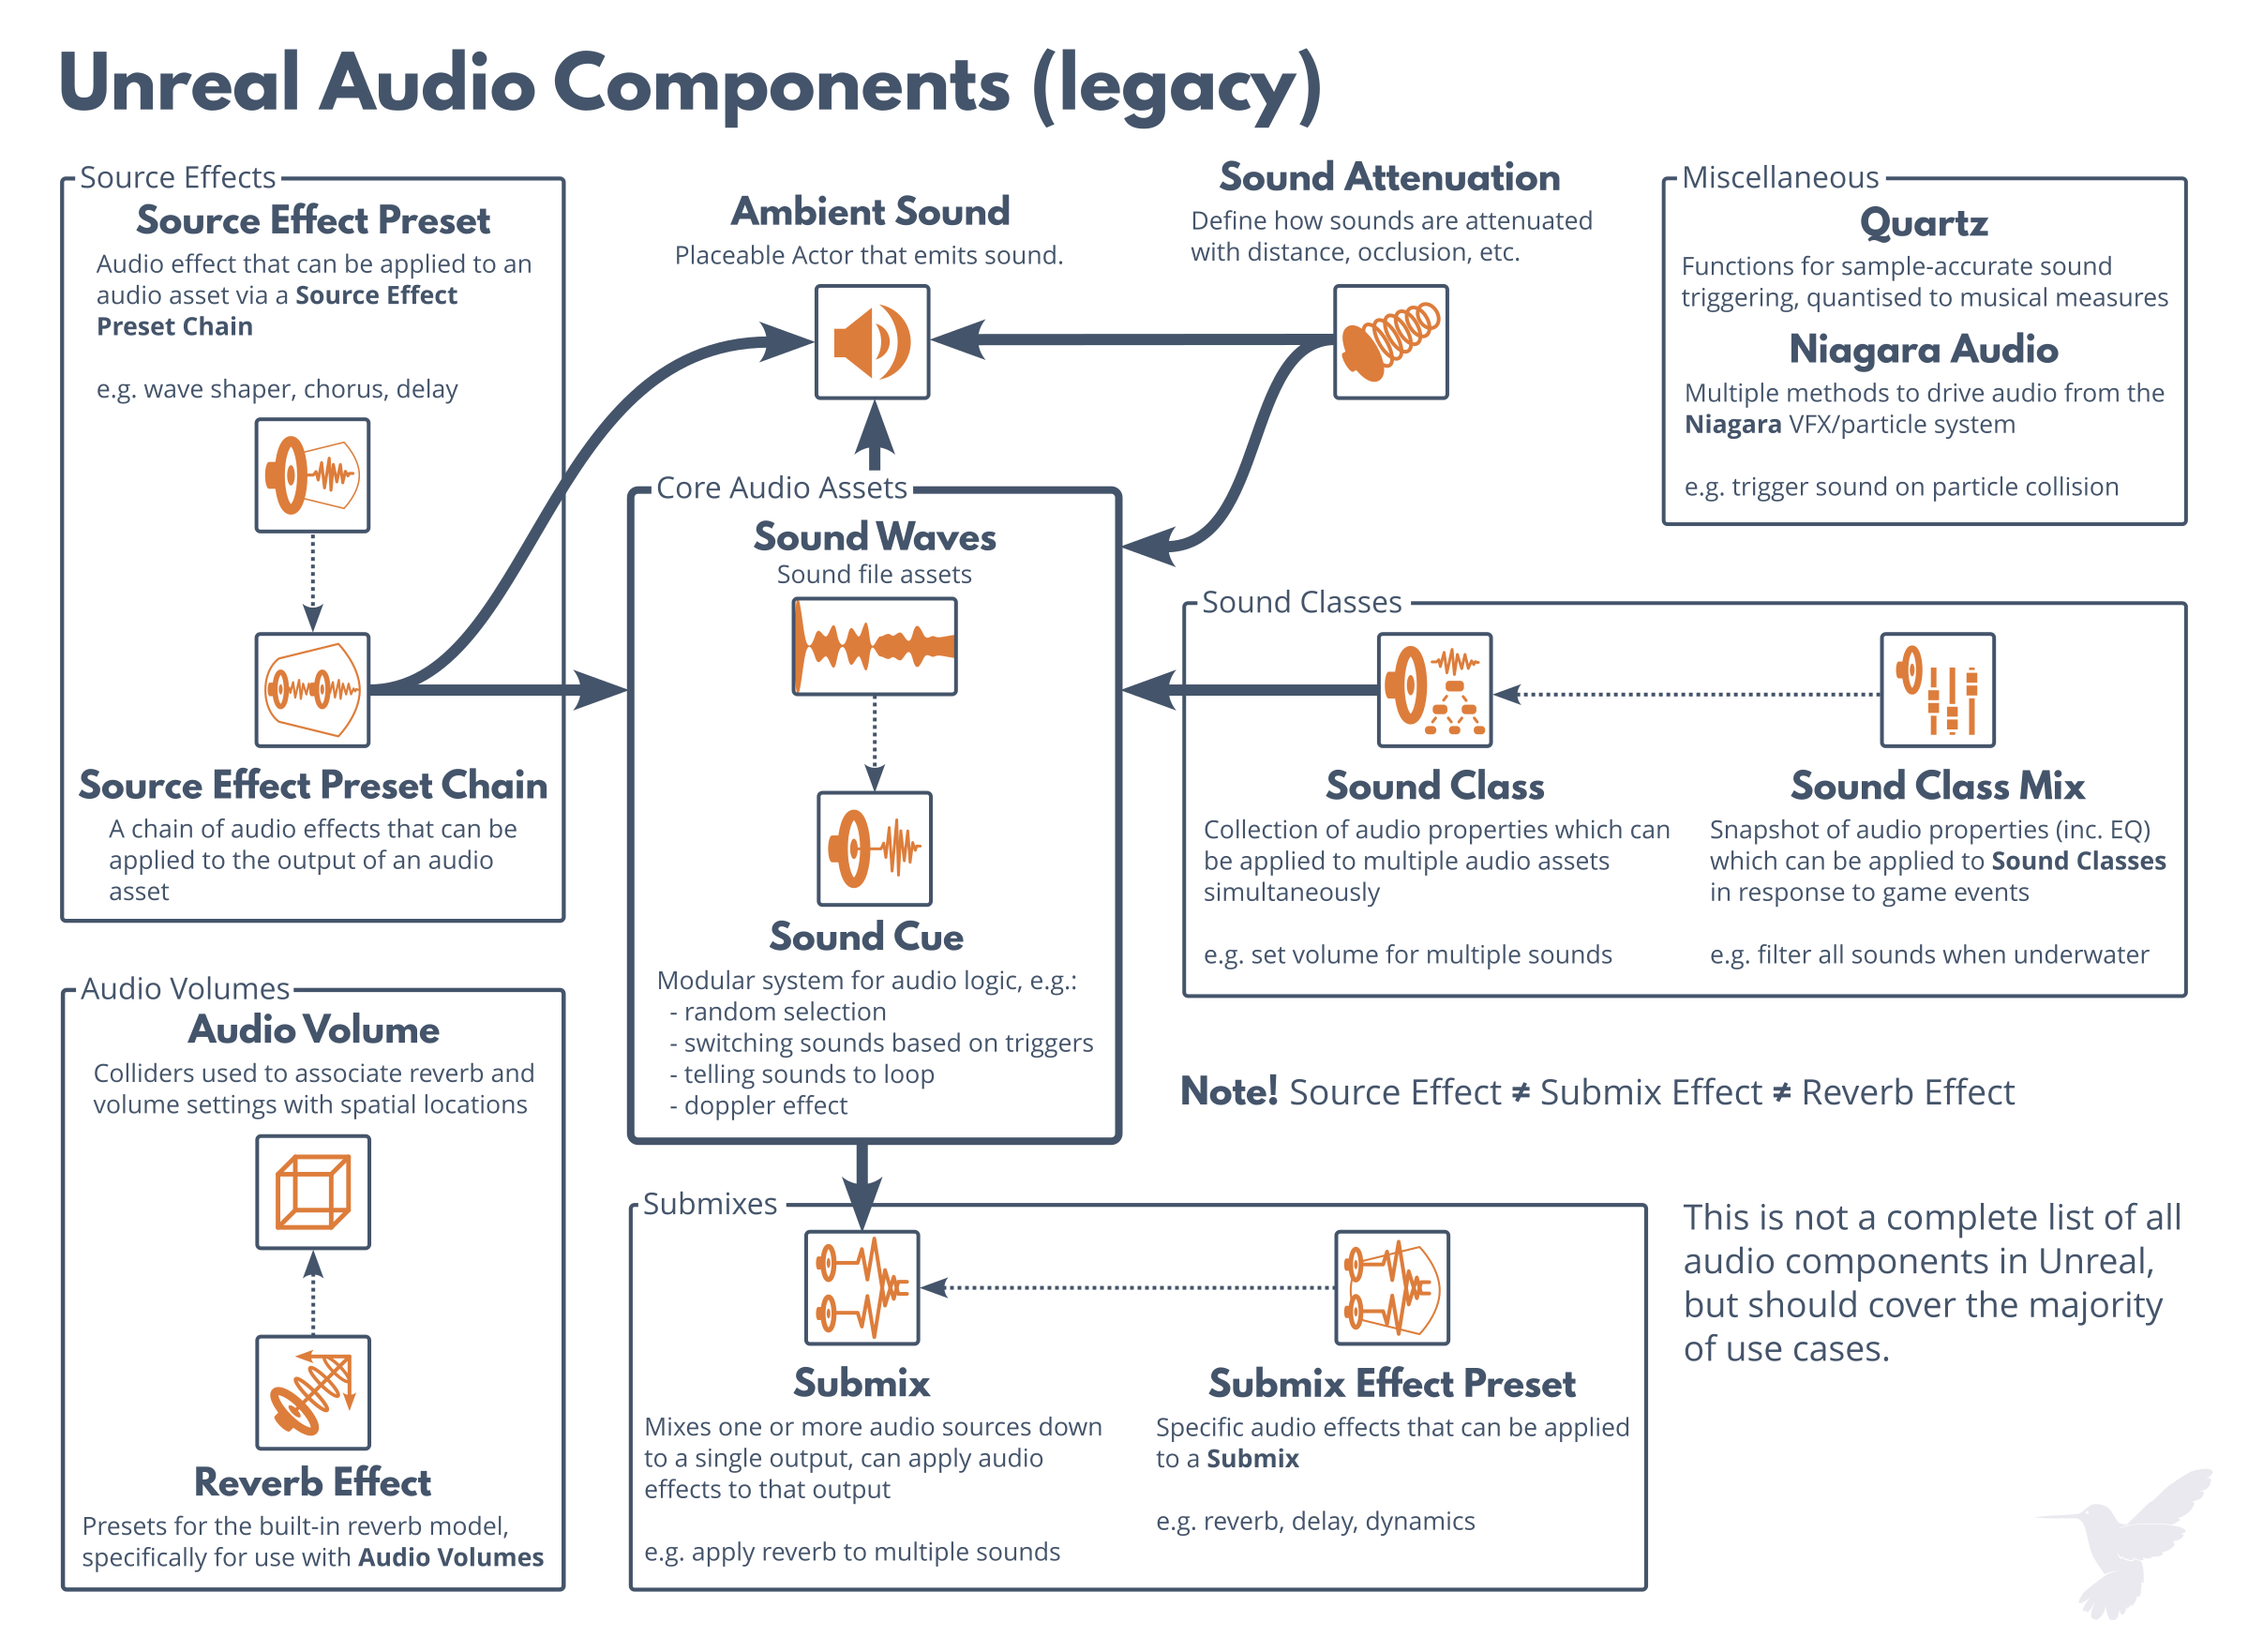 Unreal Audio Components (legacy)
Source Effects
Source Effect Preset
Audio effect that can be applied to an
audio asset via a Source Effect
Preset Chain
e.g. wave shaper, chorus, delay
Source Effect Preset Chain
A chain of audio effects that can be
applied to the output of an audio
asset
Ambient Sound
Placeable Actor that emits sound.
Sound Attenuation
Define how sounds are attenuated
with distance, occlusion, etc.
Miscellaneous
Quartz
Functions for sample-accurate sound
triggering, quantised to musical measures
Niagara Audio
Multiple methods to drive audio from the
Niagara VFX/particle system
e.g. trigger sound on particle collision
Core Audio Assets
Sound Waves
Sound file assets
Sound Cue
Modular system for audio logic, e.g.:
- random selection
- switching sounds based on triggers
- telling sounds to loop
- doppler effect
Sound Classes
Sound Class
Collection of audio properties which can
be applied to multiple audio assets
simultaneously
e.g. set volume for multiple sounds
Sound Class Mix
Snapshot of audio properties (inc. EQ)
which can be applied to Sound Classes
in response to game events
e.g. filter all sounds when underwater
Audio Volumes
Audio Volume
Colliders used to associate reverb and
volume settings with spatial locations
Reverb Effect
Presets for the built-in reverb model,
specifically for use with Audio Volumes
Note! Source Effect ≠ Submix Effect ≠ Reverb Effect
Submixes
Submix
Mixes one or more audio sources down
to a single output, can apply audio
effects to that output
e.g. apply reverb to multiple sounds
Submix Effect Preset
Specific audio effects that can be applied
to a Submix
e.g. reverb, delay, dynamics
This is not a complete list of all
audio components in Unreal,
but should cover the majority
of use cases.